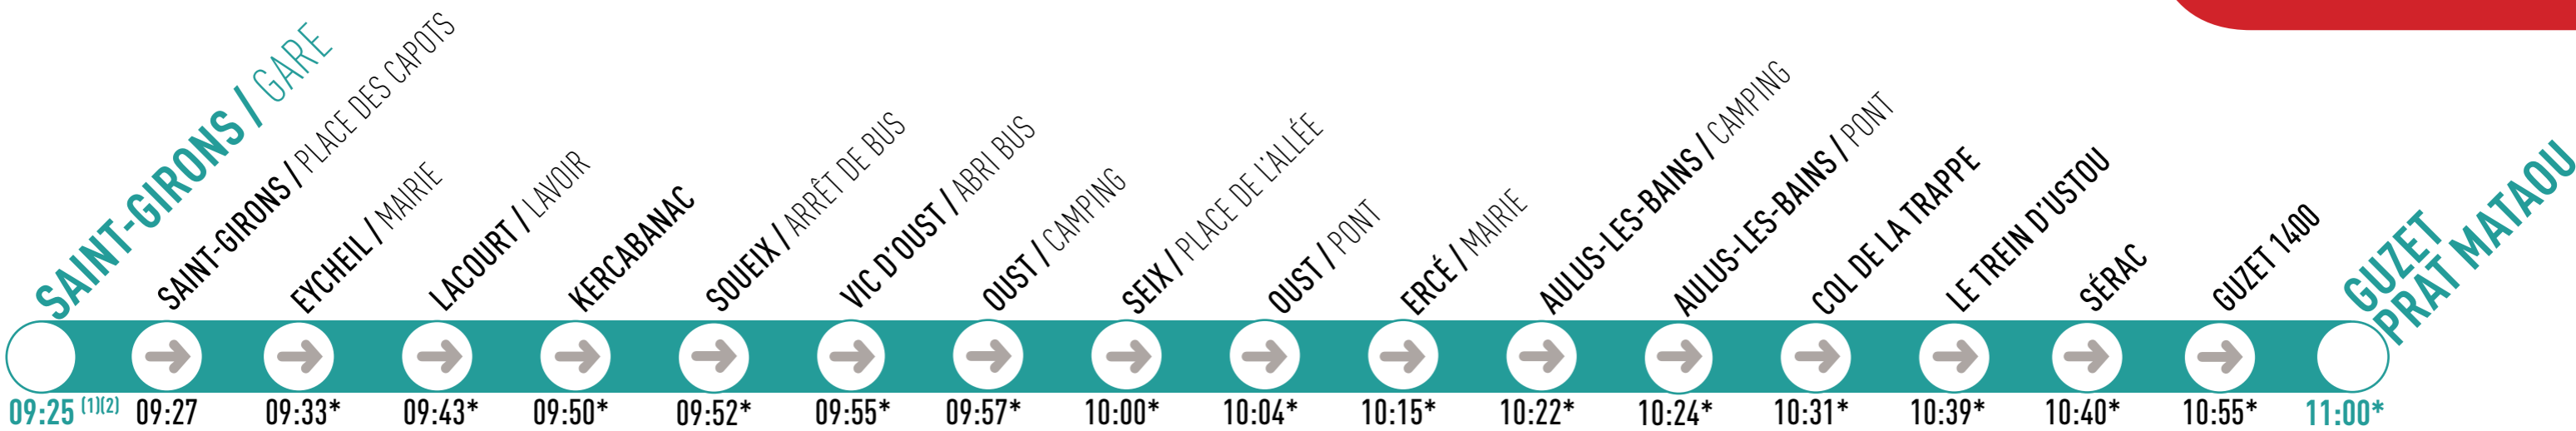 SAINT-GIRONS / GARE
SAINT-GIRONS / PLACE DES CAPOTS
EYCHEIL / MAIRIE
LACOURT / LAVOIR
KERCABANAC
SOUEIX / ARRÊT DE BUS
VIC D'OUST / ABRI BUS
OUST / CAMPING
SEIX / PLACE DE L'ALLÉE
OUST / PONT
ERCÉ / MAIRIE
AULUS-LES-BAINS / CAMPING
AULUS-LES-BAINS / PONT
COL DE LA TRAPPE
LE TREIN D'USTOU
SÉRAC
GUZET 1400
GUZET
PRAT MATAOU
09:25 (1)(2) 09:27 09:33* 09:43* 09:50* 09:52* 09:55* 09:57* 10:00* 10:04* 10:15* 10:22* 10:24* 10:31* 10:39* 10:40* 10:55* 11:00*